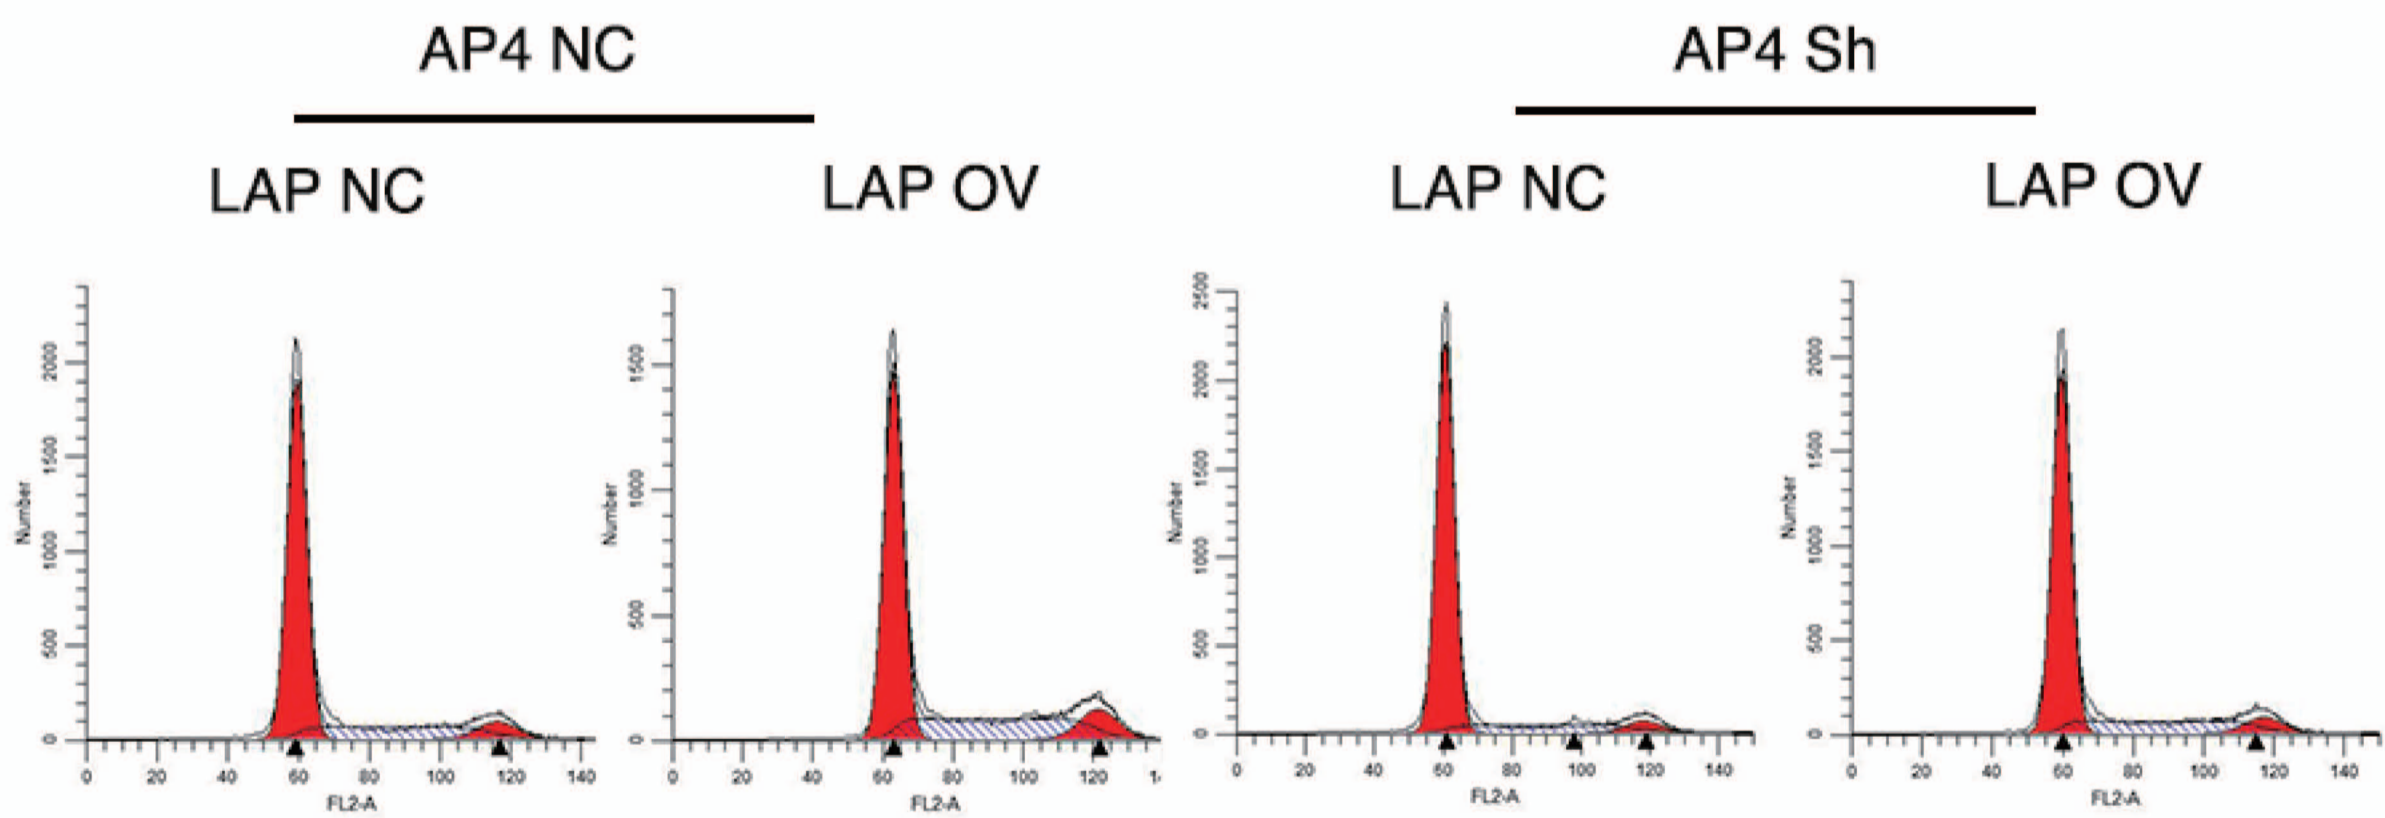 AP4 NC
AP4 Sh
LAP NC
LAP OV
LAP NC
LAP OV
Number
0 500 1000 1500 2000
0 20 40 60 80 100 120 140
FL2-A
Number
0 500 1000 1500
0 20 40 60 80 100 120 1
FL2-A
Number
0 500 1000 1500 2000 2500
0 20 40 60 80 100 120 140
FL2-A
Number
0 500 1000 1500 2000
0 20 40 60 80 100 120 140
FL2-A